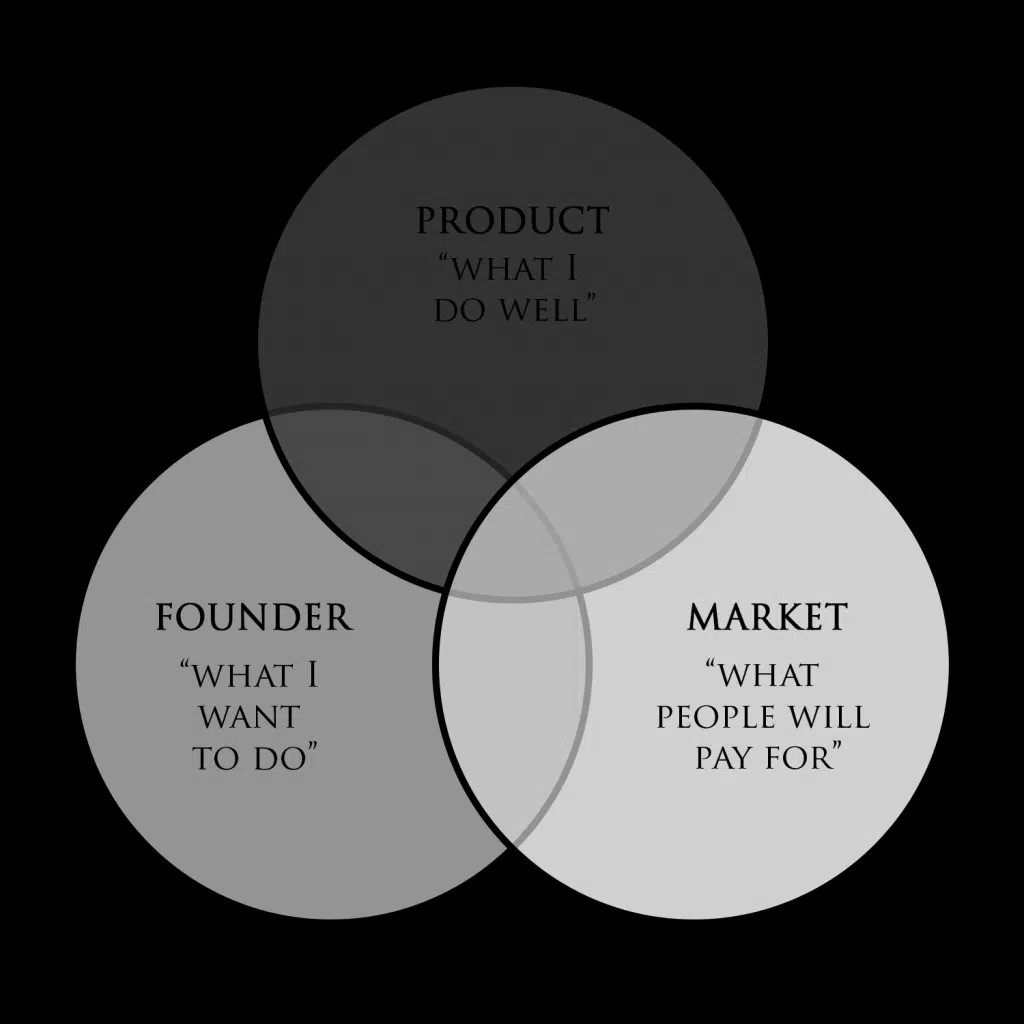 PRODUCT
“WHAT I
DO WELL”
FOUNDER
“WHAT I
WANT
TO DO”
MARKET
“WHAT
PEOPLE WILL
PAY FOR”